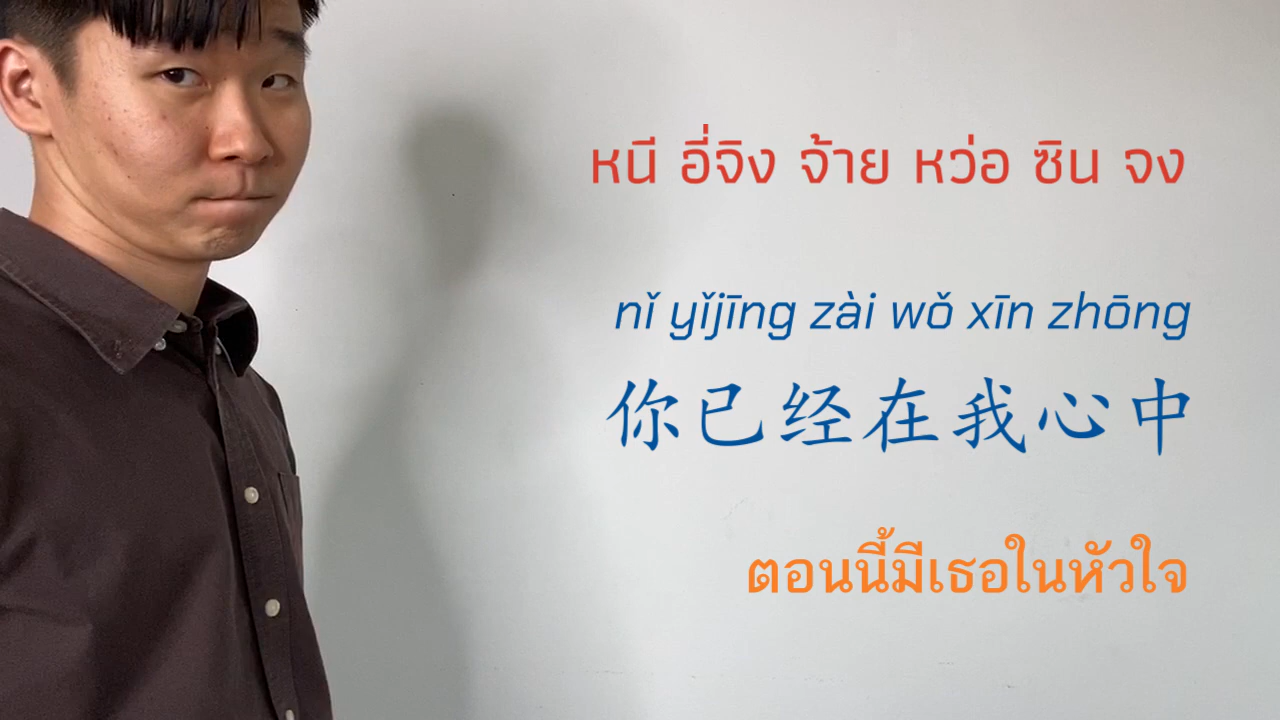 หนี อี่จิง จ้าย หว่อ ซิน จง
nǐ yǐjīng zài wǒ xīn zhōng
你已经在我心中
ตอนนี้มีเธอในหัวใจ